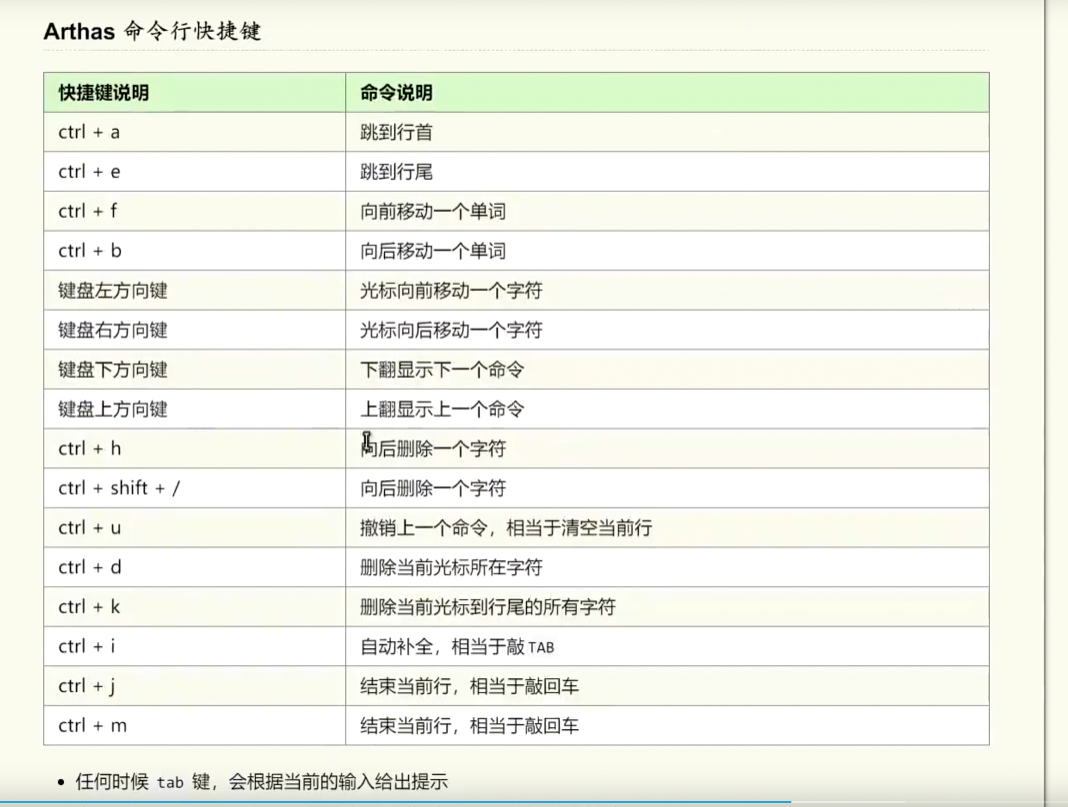 Arthas 命令行快捷键
快捷键说明 命令说明
ctrl + a 跳到行首
ctrl + e 跳到行尾
ctrl + f 向前移动一个单词
ctrl + b 向后移动一个单词
键盘左方向键 光标向前移动一个字符
键盘右方向键 光标向后移动一个字符
键盘下方向键 下翻显示下一个命令
键盘上方向键 上翻显示上一个命令
ctrl + h 向后删除一个字符
ctrl + shift + / 向后删除一个字符
ctrl + u 撤销上一个命令，相当于清空当前行
ctrl + d 删除当前光标所在字符
ctrl + k 删除当前光标到行尾的所有字符
ctrl + i 自动补全，相当于敲 TAB
ctrl + j 结束当前行，相当于敲回车
ctrl + m 结束当前行，相当于敲回车
• 任何时候 tab 键，会根据当前的输入给出提示